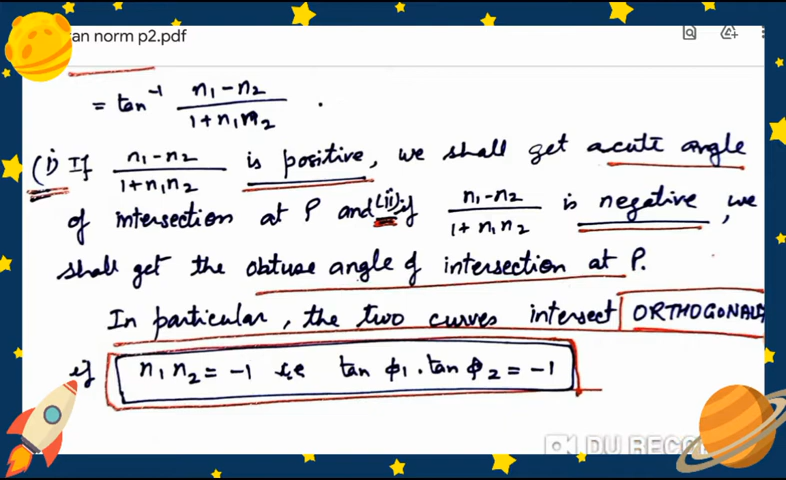 an norm p2.pdf
= tan⁻¹ (n₁ - n₂)/(1 + n₁n₂) .
(i) If (n₁ - n₂)/(1 + n₁n₂) is positive, we shall get acute angle
of intersection at P and (ii) if (n₁ - n₂)/(1 + n₁n₂) is negative, we
shall get the obtuse angle of intersection at P.
In particular, the two curves intersect ORTHOGONALL
if n₁n₂ = -1 i.e tan ϕ₁ . tan ϕ₂ = -1
DU RECOR